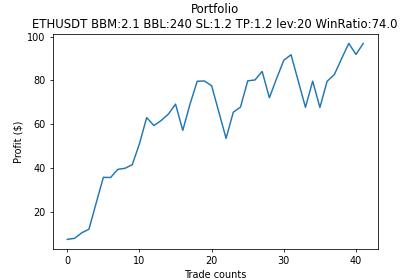 Portfolio
ETHUSDT BBM:2.1 BBL:240 SL:1.2 TP:1.2 lev:20 WinRatio:74.0
100
80
60
40
20
Profit ($)
0
10
20
30
40
Trade counts